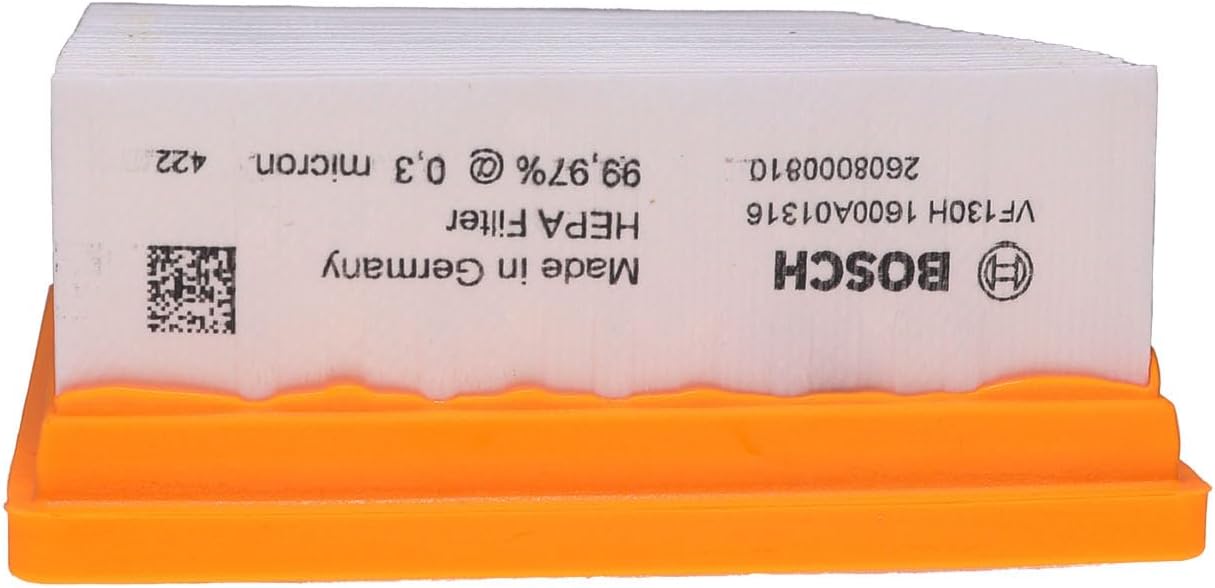 BOSCH
VF130H 1600A01316
2608000810
Made in Germany
HEPA Filter
99,97% @ 0,3 micron
422